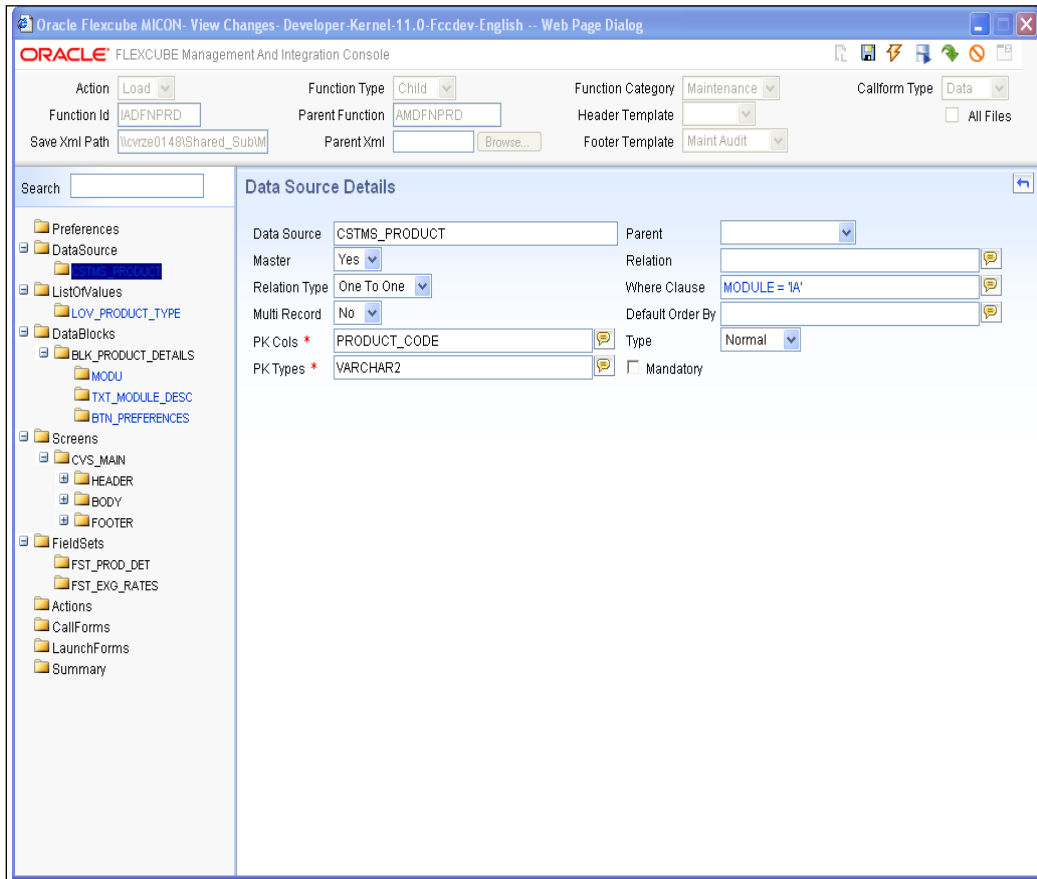 Oracle Flexcube MICON- View Changes- Developer-Kernel-11.0-Fccdev-English -- Web Page Dialog
ORACLE FLEXCUBE Management And Integration Console
Action Load Function Type Child Function Category Maintenance Callform Type Data
Function Id IADFNPRD Parent Function AMDFNPRD Header Template All Files
Save Xml Path \\cvrze0148\Shared_Sub\M Parent Xml Browse... Footer Template Maint Audit
Search
Preferences
DataSource
CSTMS_PRODUCT
ListOfValues
LOV_PRODUCT_TYPE
DataBlocks
BLK_PRODUCT_DETAILS
MODU
TXT_MODULE_DESC
BTN_PREFERENCES
Screens
CVS_MAIN
HEADER
BODY
FOOTER
FieldSets
FST_PROD_DET
FST_EXG_RATES
Actions
CallForms
LaunchForms
Summary
Data Source Details
Data Source CSTMS_PRODUCT Parent
Master Yes Relation
Relation Type One To One Where Clause MODULE = 'IA'
Multi Record No Default Order By
PK Cols * PRODUCT_CODE Type Normal
PK Types * VARCHAR2 Mandatory